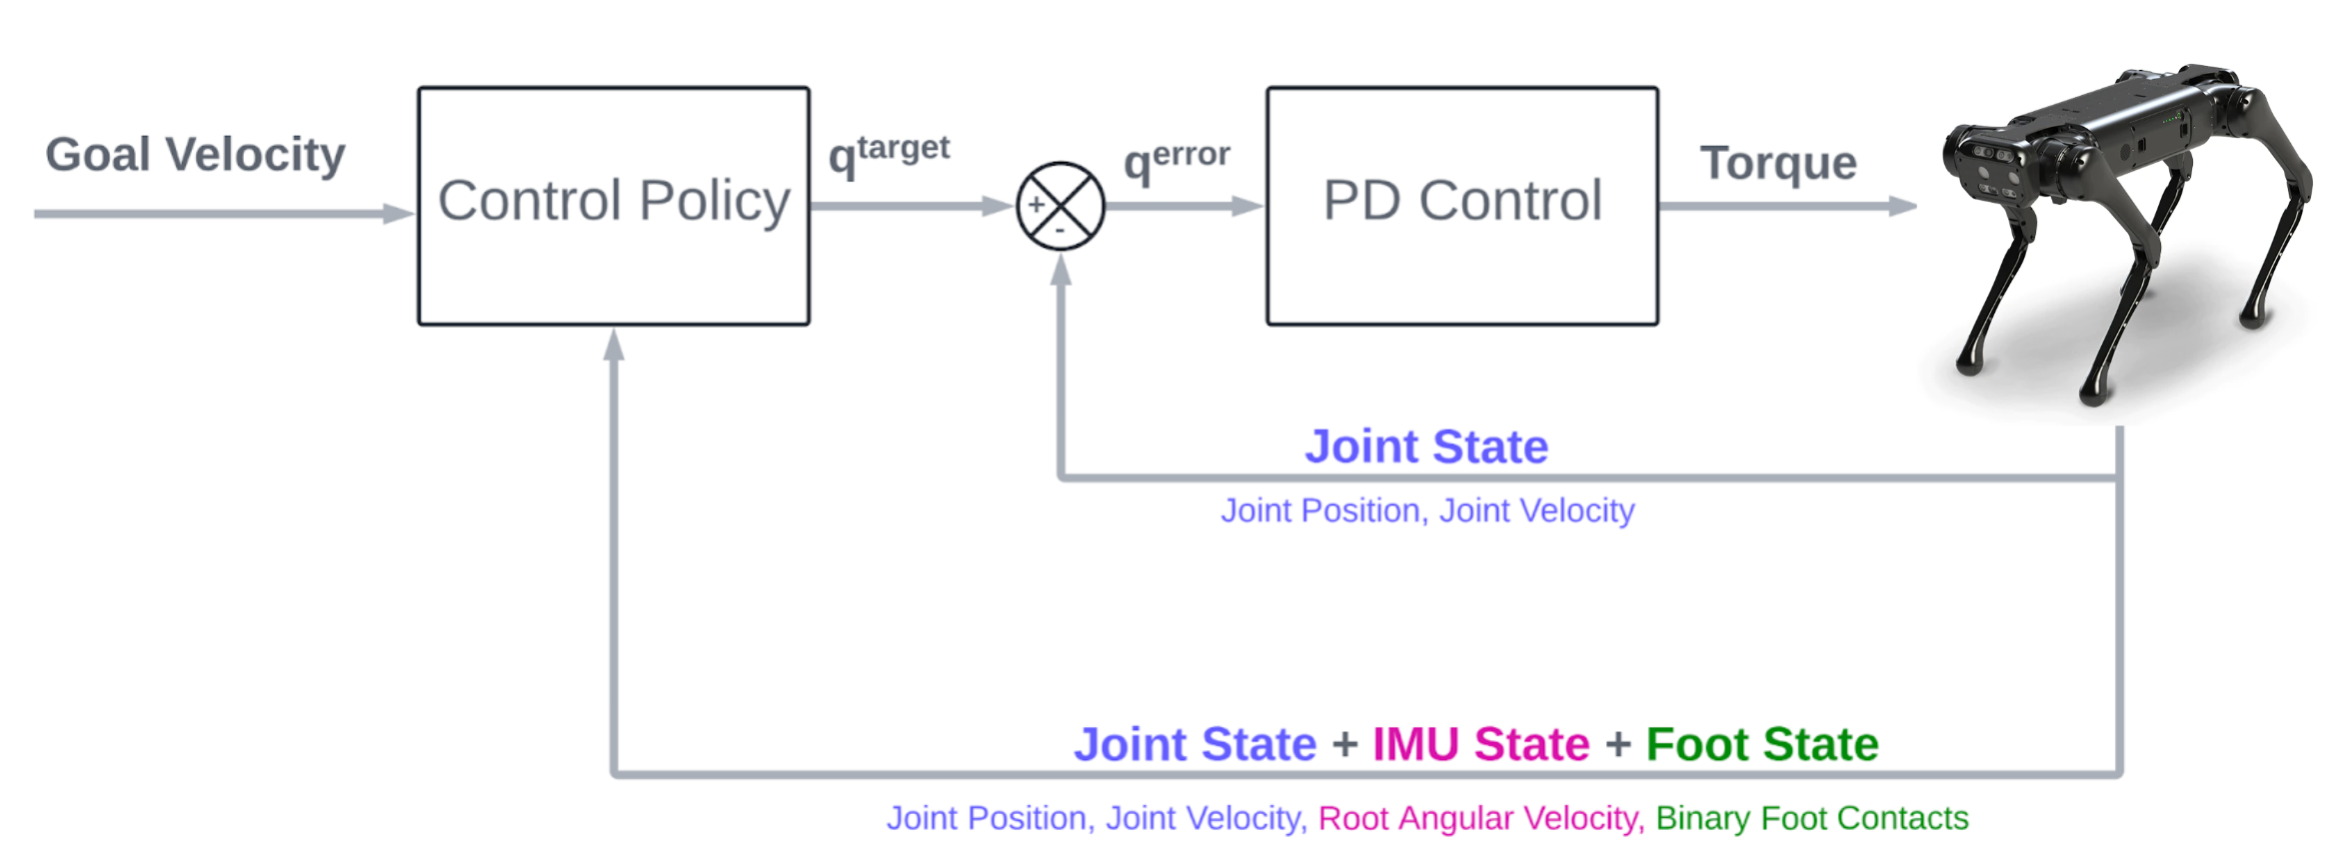 Goal Velocity
Control Policy
q^target
+
-
q^error
PD Control
Torque
Joint State
Joint Position, Joint Velocity
Joint State + IMU State + Foot State
Joint Position, Joint Velocity, Root Angular Velocity, Binary Foot Contacts